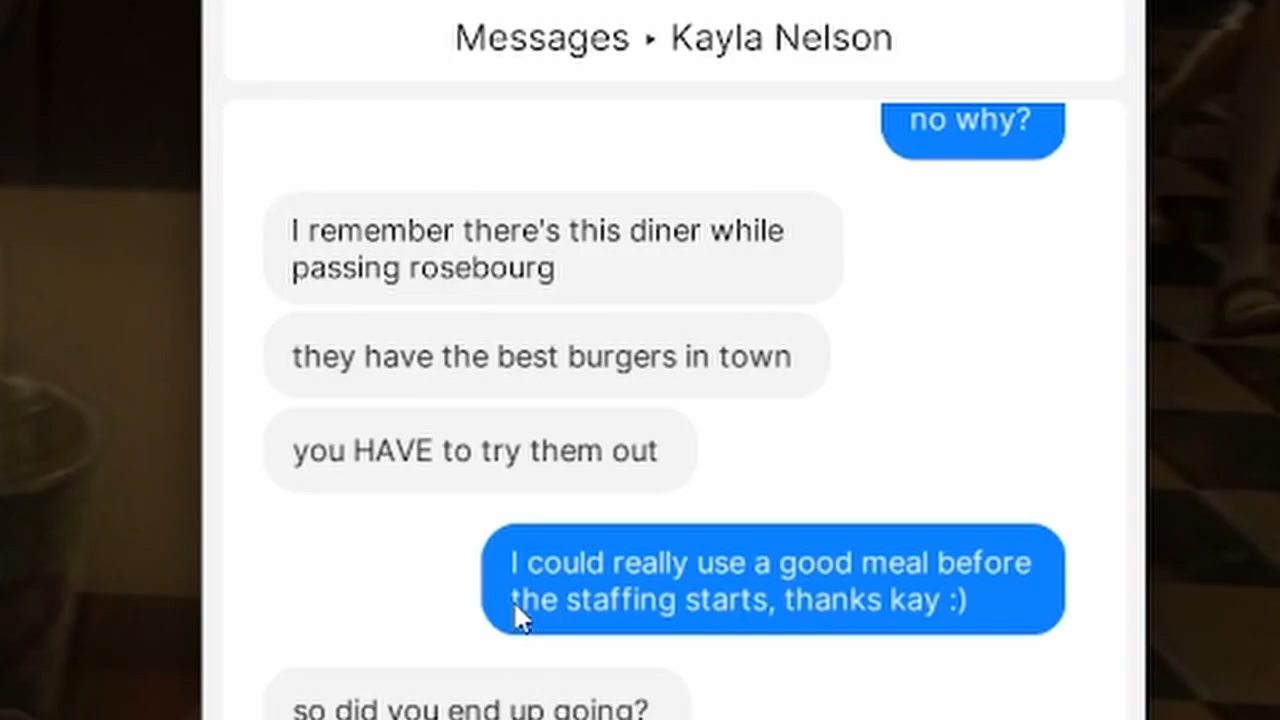 Messages ‣ Kayla Nelson
no why?
I remember there's this diner while
passing rosebourg
they have the best burgers in town
you HAVE to try them out
I could really use a good meal before
the staffing starts, thanks kay :)
so did you end up going?